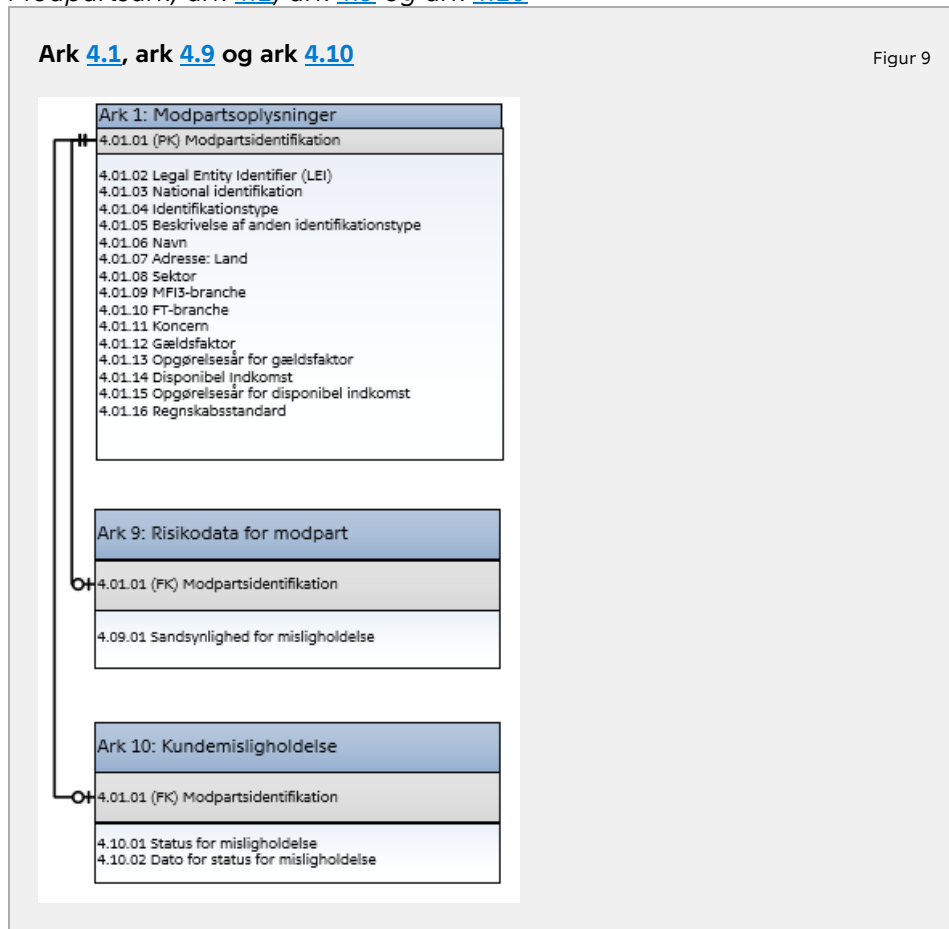 Modpartsark, ark 4.1, ark 4.9 og ark 4.10
Ark 4.1, ark 4.9 og ark 4.10
Figur 9
Ark 1: Modpartsoplysninger
4.01.01 (PK) Modpartsidentifikation
4.01.02 Legal Entity Identifier (LEI)
4.01.03 National identifikation
4.01.04 Identifikationstype
4.01.05 Beskrivelse af anden identifikationstype
4.01.06 Navn
4.01.07 Adresse: Land
4.01.08 Sektor
4.01.09 MFI3-branche
4.01.10 FT-branche
4.01.11 Koncern
4.01.12 Gældsfaktor
4.01.13 Opgørelsesår for gældsfaktor
4.01.14 Disponibel Indkomst
4.01.15 Opgørelsesår for disponibel indkomst
4.01.16 Regnskabsstandard
Ark 9: Risikodata for modpart
4.01.01 (FK) Modpartsidentifikation
4.09.01 Sandsynlighed for misligholdelse
Ark 10: Kundemisligholdelse
4.01.01 (FK) Modpartsidentifikation
4.10.01 Status for misligholdelse
4.10.02 Dato for status for misligholdelse